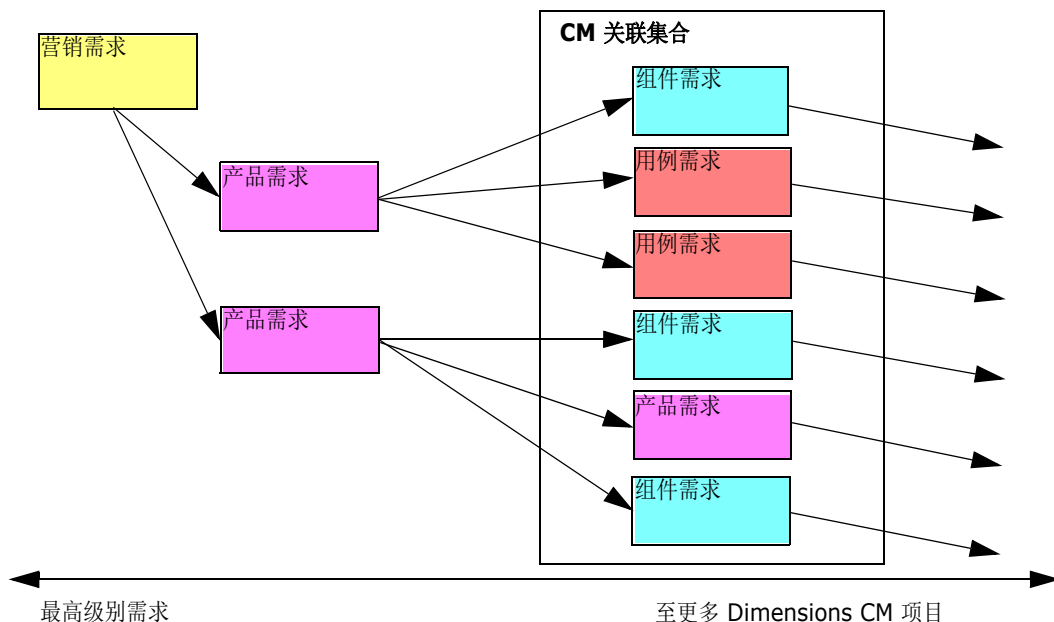 营销需求
CM 关联集合
组件需求
产品需求
用例需求
用例需求
产品需求
组件需求
产品需求
组件需求
最高级别需求
至更多 Dimensions CM 项目